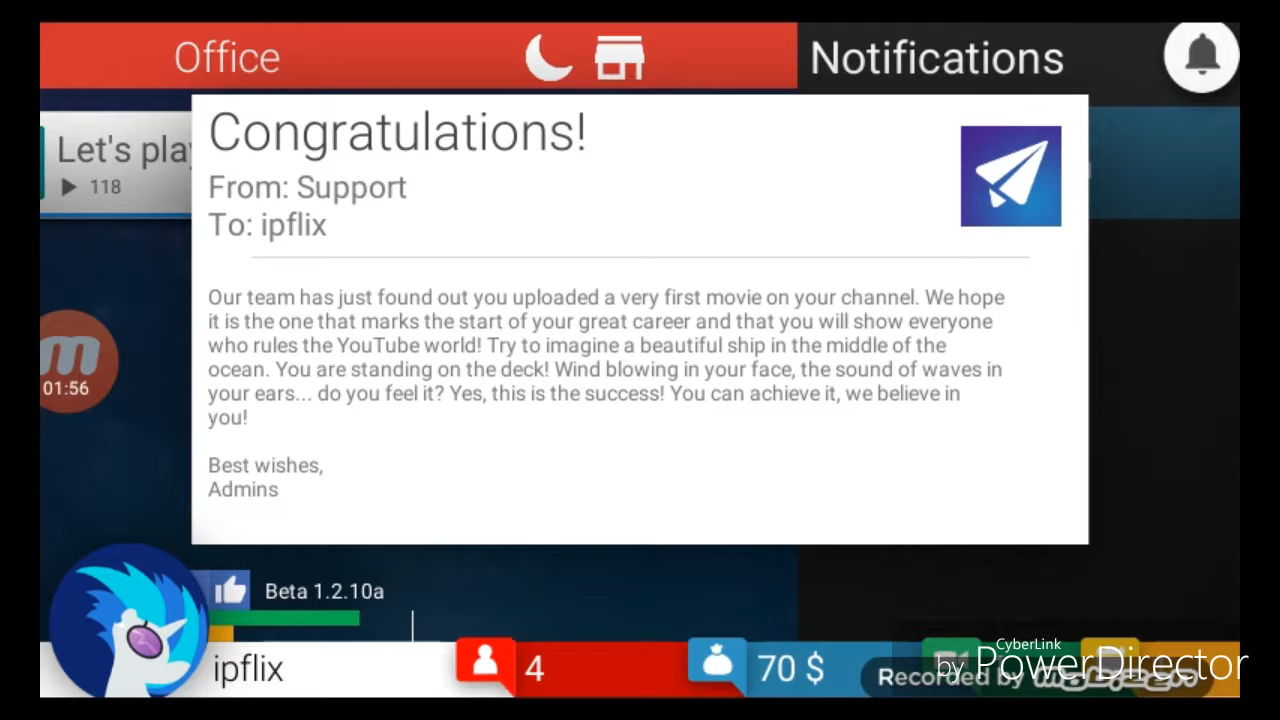 Office
Notifications
Let's pla
118
Congratulations!
From: Support
To: ipflix
Our team has just found out you uploaded a very first movie on your channel. We hope
it is the one that marks the start of your great career and that you will show everyone
who rules the YouTube world! Try to imagine a beautiful ship in the middle of the
ocean. You are standing on the deck! Wind blowing in your face, the sound of waves in
your ears... do you feel it? Yes, this is the success! You can achieve it, we believe in
you!
Best wishes,
Admins
01:56
Beta 1.2.10a
ipflix
4
70 $
CyberLink
by PowerDirector
Recorded by